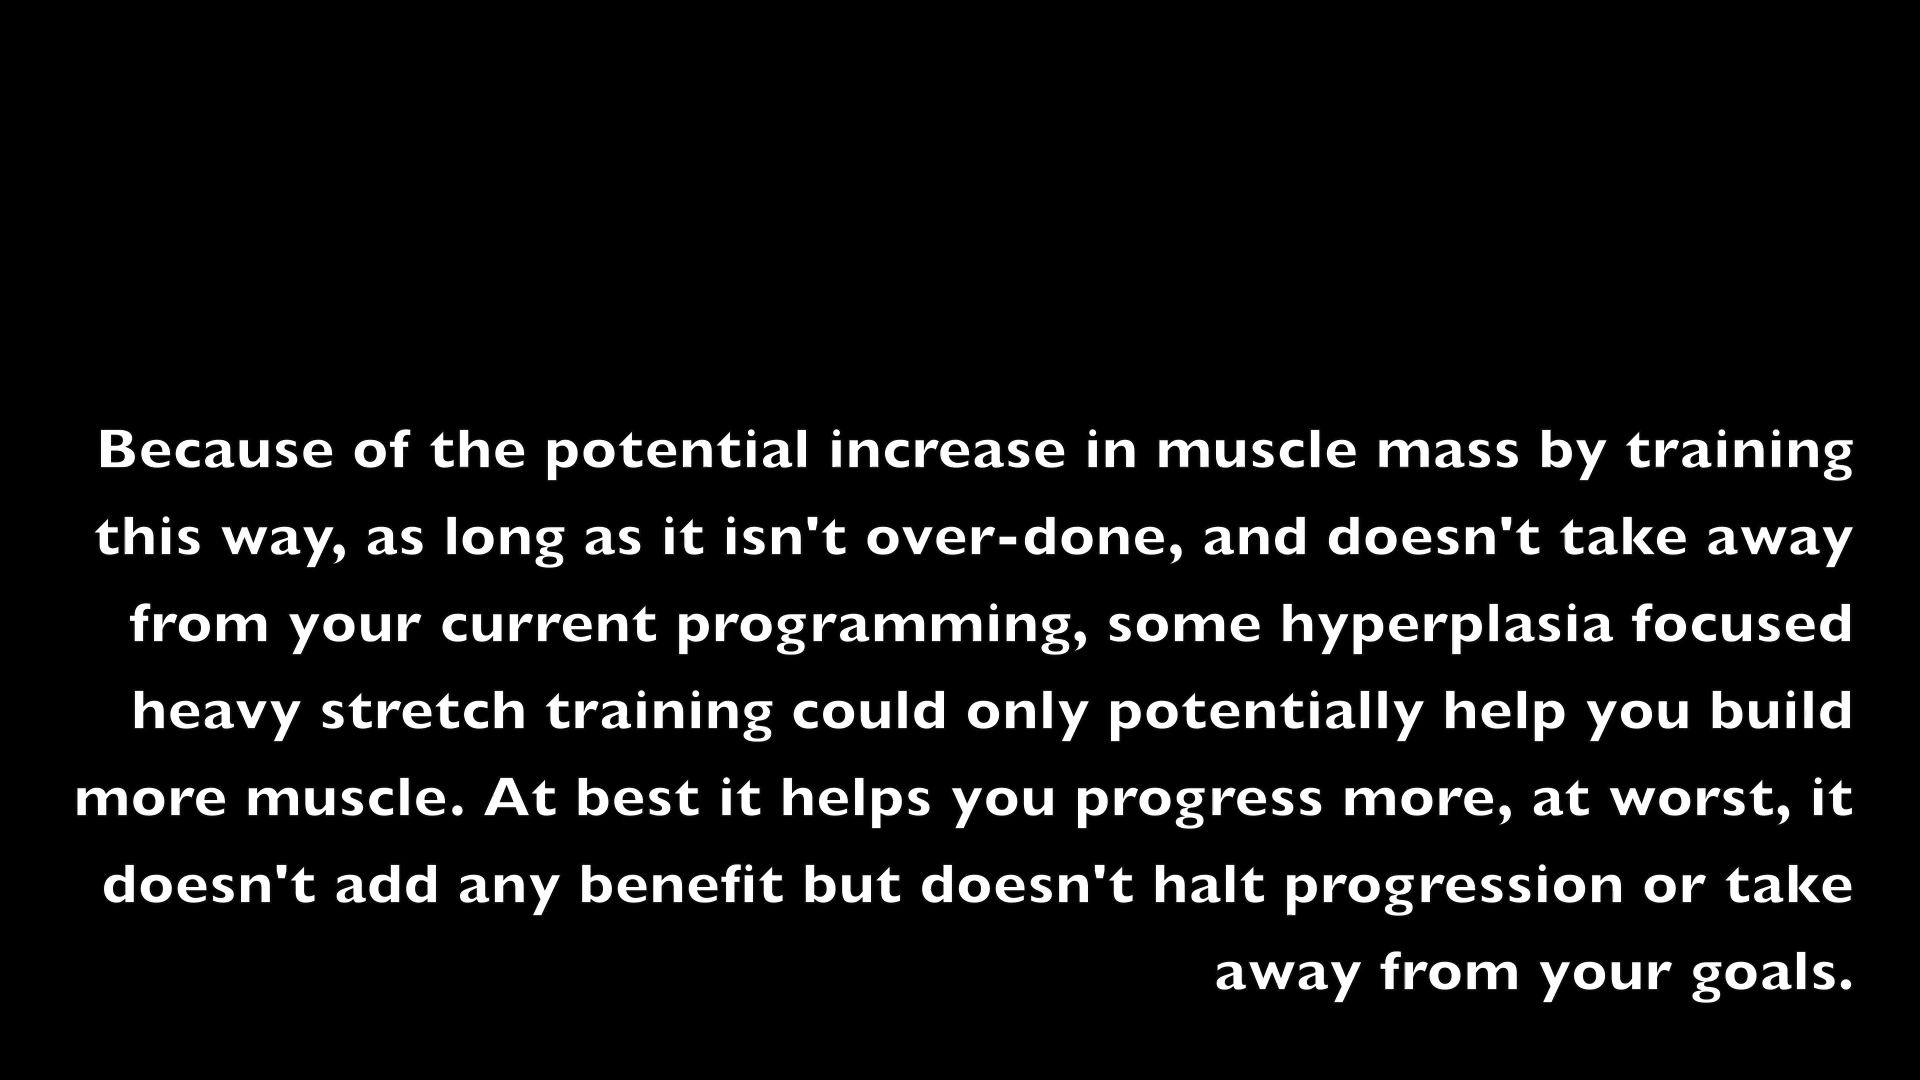 Because of the potential increase in muscle mass by training
this way, as long as it isn't over-done, and doesn't take away
from your current programming, some hyperplasia focused
heavy stretch training could only potentially help you build
more muscle. At best it helps you progress more, at worst, it
doesn't add any benefit but doesn't halt progression or take
away from your goals.